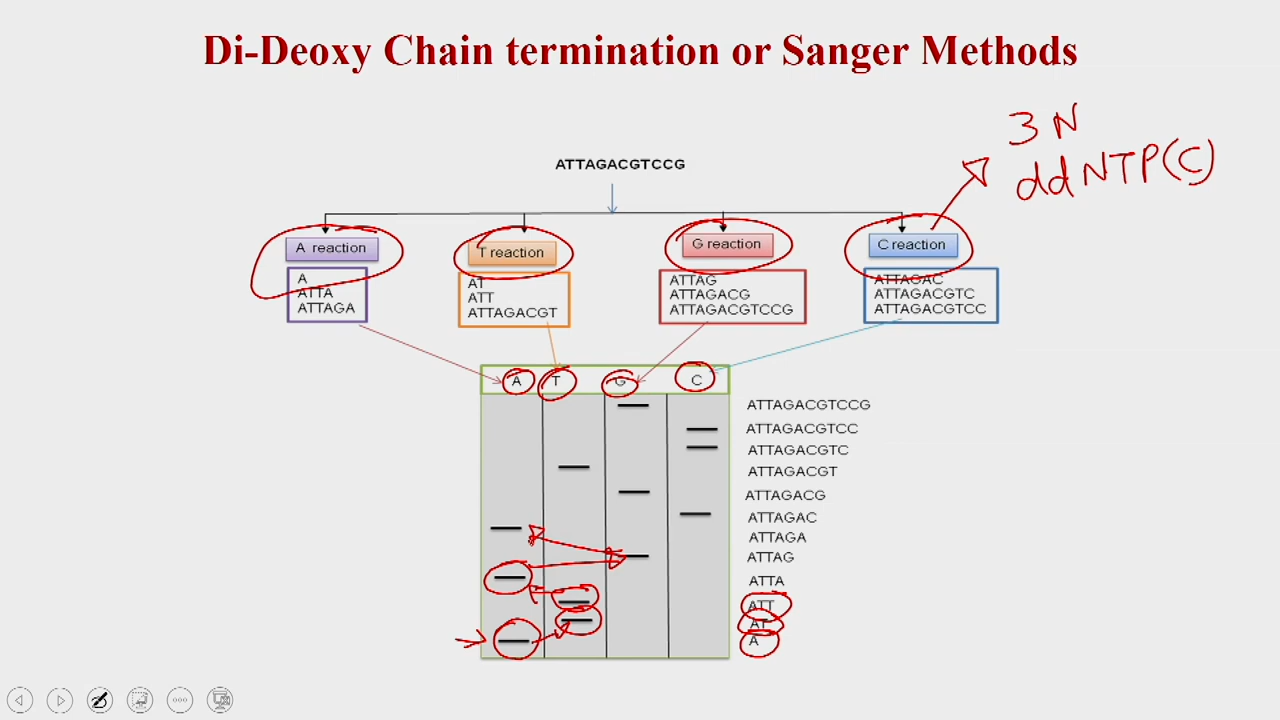 Di-Deoxy Chain termination or Sanger Methods
3 N
ddNTP(C)
ATTAGACGTCCG
A reaction
T reaction
G reaction
C reaction
A
ATTA
ATTAGA
AT
ATT
ATTAGACGT
ATTAG
ATTAGACG
ATTAGACGTCCG
ATTAGAC
ATTAGACGTC
ATTAGACGTCC
A T G C
ATTAGACGTCCG
ATTAGACGTCC
ATTAGACGTC
ATTAGACGT
ATTAGACG
ATTAGAC
ATTAGA
ATTAG
ATTA
ATT
AT
A